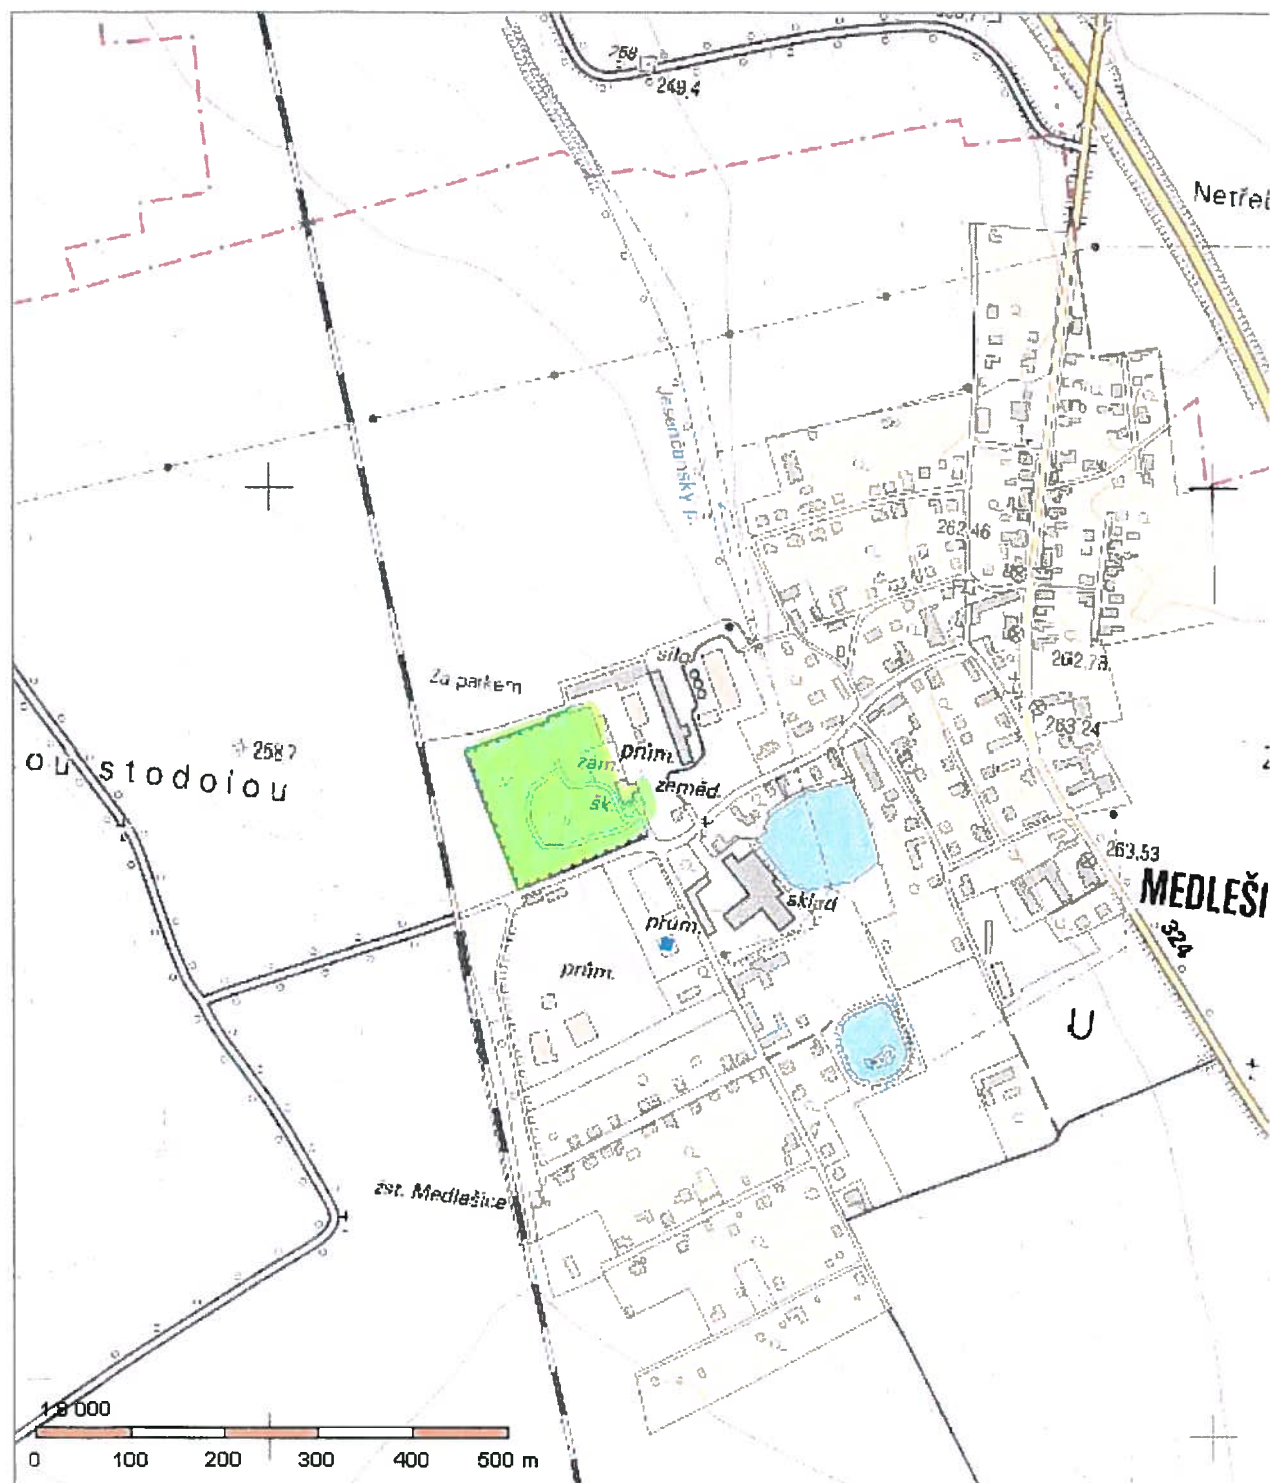 258
249,4
Netřeb
Jesenčanský p.
262,46
262,78
263,24
silo
Za parkem
258,7
ou stodolou
prům.
zám.
šk.
zeměd.
263,53
MEDLEŠI
324
sklad
prům.
prům.
zst. Medlešice
1:8 000
0 100 200 300 400 500 m